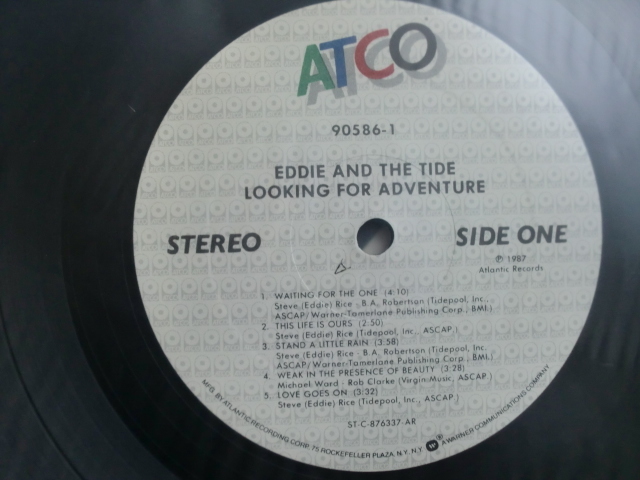 ATCO
90586-1
EDDIE AND THE TIDE
LOOKING FOR ADVENTURE
STEREO
SIDE ONE
℗ 1987
Atlantic Records
1. WAITING FOR THE ONE (4:10)
Steve (Eddie) Rice - B.A. Robertson (Tidepool, Inc.,
ASCAP/Warner-Tamerlane Publishing Corp., BMI.)
2. THIS LIFE IS OURS (2:50)
Steve (Eddie) Rice (Tidepool, Inc., ASCAP.)
3. STAND A LITTLE RAIN (3:58)
Steve (Eddie) Rice - B.A. Robertson (Tidepool, Inc.
ASCAP/Warner-Tamerlane Publishing Corp., BMI.)
4. WEAK IN THE PRESENCE OF BEAUTY (3:28)
Michael Ward - Rob Clarke (Virgin Music, ASCAP.)
5. LOVE GOES ON (3:32)
Steve (Eddie) Rice (Tidepool, Inc., ASCAP.)
ST-C-876337-AR
MFG. BY ATLANTIC RECORDING CORP. 75 ROCKEFELLER PLAZA, N.Y. N.Y. A WARNER COMMUNICATIONS COMPANY